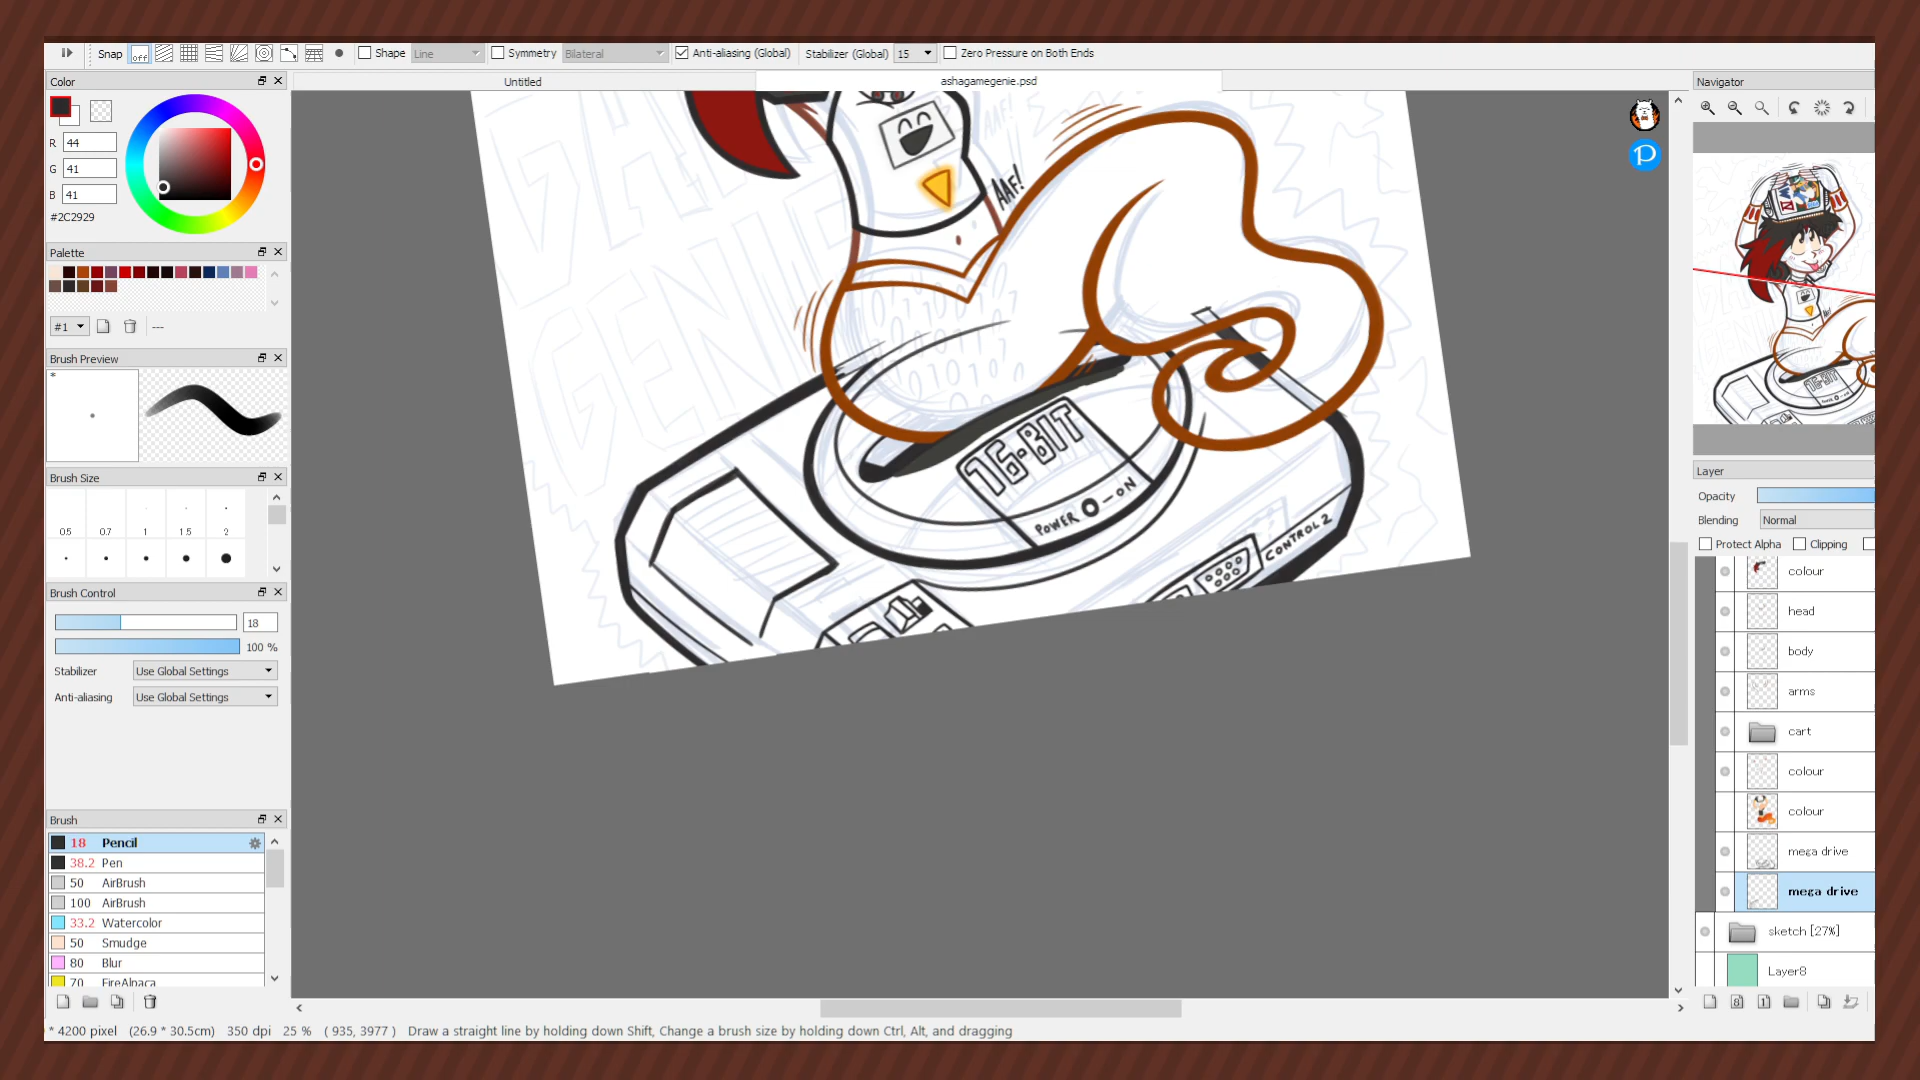 Snap
off
Shape
Line
Symmetry
Bilateral
Anti-aliasing (Global)
Stabilizer (Global)
15
Zero Pressure on Both Ends
Color
Untitled
ashagamegenie.psd
Navigator
R 44
G 41
B 41
#2C2929
Palette
#1
---
Brush Preview
*
Brush Size
0.5 0.7 1 1.5 2
Brush Control
18
100 %
Stabilizer Use Global Settings
Anti-aliasing Use Global Settings
Brush
18 Pencil
38.2 Pen
50 AirBrush
100 AirBrush
33.2 Watercolor
50 Smudge
80 Blur
70 FireAlpaca
AAF!
GENIE
16-BIT
POWER O-ON
CONTROL 2
Layer
Opacity
Blending Normal
Protect Alpha Clipping
colour
head
body
arms
cart
colour
colour
mega drive
mega drive
sketch [27%]
Layer8
* 4200 pixel (26.9 * 30.5cm) 350 dpi 25 % ( 935, 3977 ) Draw a straight line by holding down Shift, Change a brush size by holding down Ctrl, Alt, and dragging